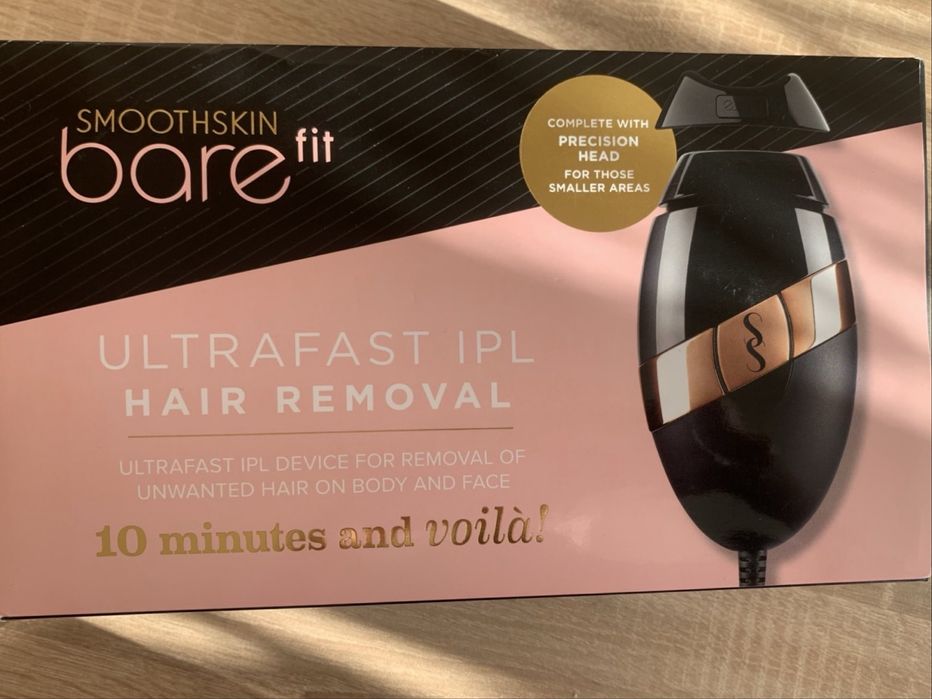 SMOOTHSKIN
bare fit
COMPLETE WITH
PRECISION
HEAD
FOR THOSE
SMALLER AREAS
ULTRAFAST IPL
HAIR REMOVAL
ULTRAFAST IPL DEVICE FOR REMOVAL OF
UNWANTED HAIR ON BODY AND FACE
10 minutes and voilà!